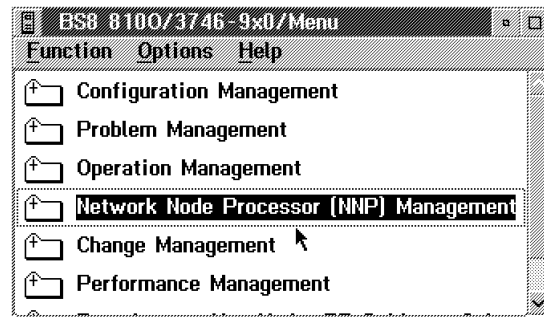 BS8 8100/3746-9x0/Menu
Function Options Help
Configuration Management
Problem Management
Operation Management
Network Node Processor (NNP) Management
Change Management
Performance Management